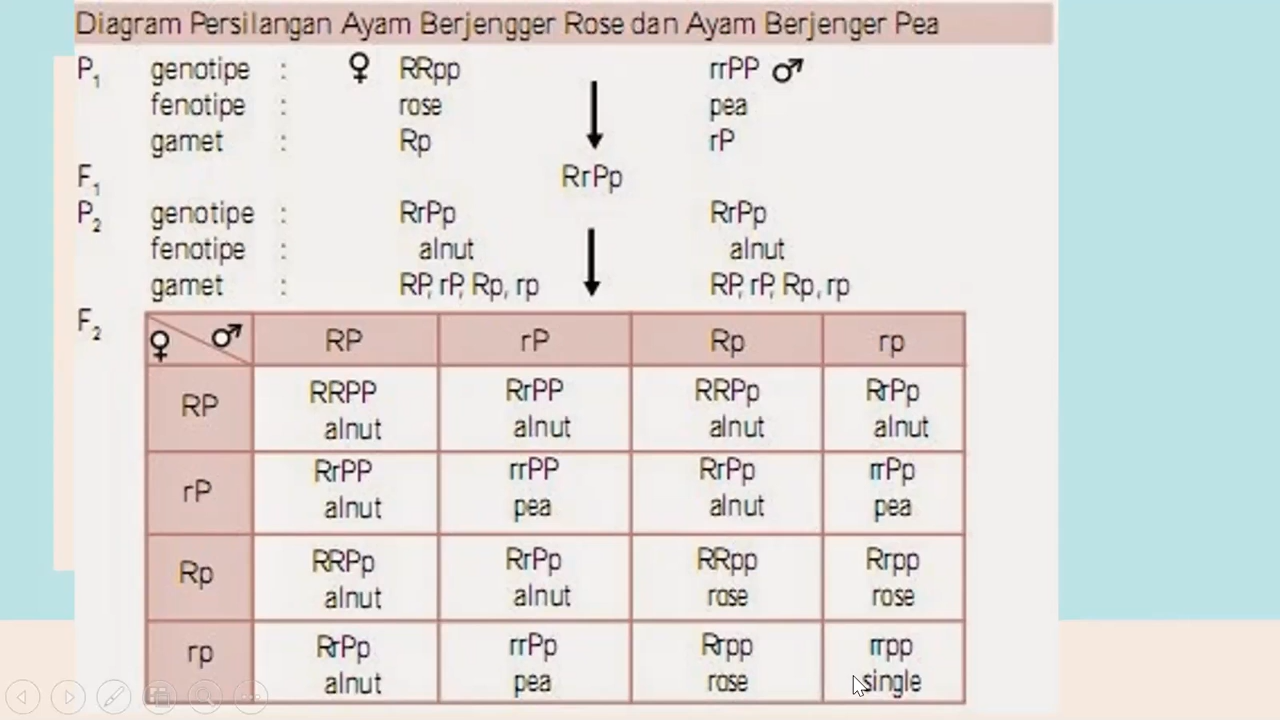 Diagram Persilangan Ayam Berjengger Rose dan Ayam Berjenger Pea
P1 genotipe : ♀ RRpp rrPP ♂
fenotipe : rose pea
gamet : Rp rP
F1 RrPp
P2 genotipe : RrPp RrPp
fenotipe : alnut alnut
gamet : RP, rP, Rp, rp RP, rP, Rp, rp
F2
♀ ♂ RP rP Rp rp
RP RRPP RrPP RRPp RrPp
alnut alnut alnut alnut
rP RrPP rrPP RrPp rrPp
alnut pea alnut pea
Rp RRPp RrPp RRpp Rrpp
alnut alnut rose rose
rp RrPp rrPp Rrpp rrpp
alnut pea rose single